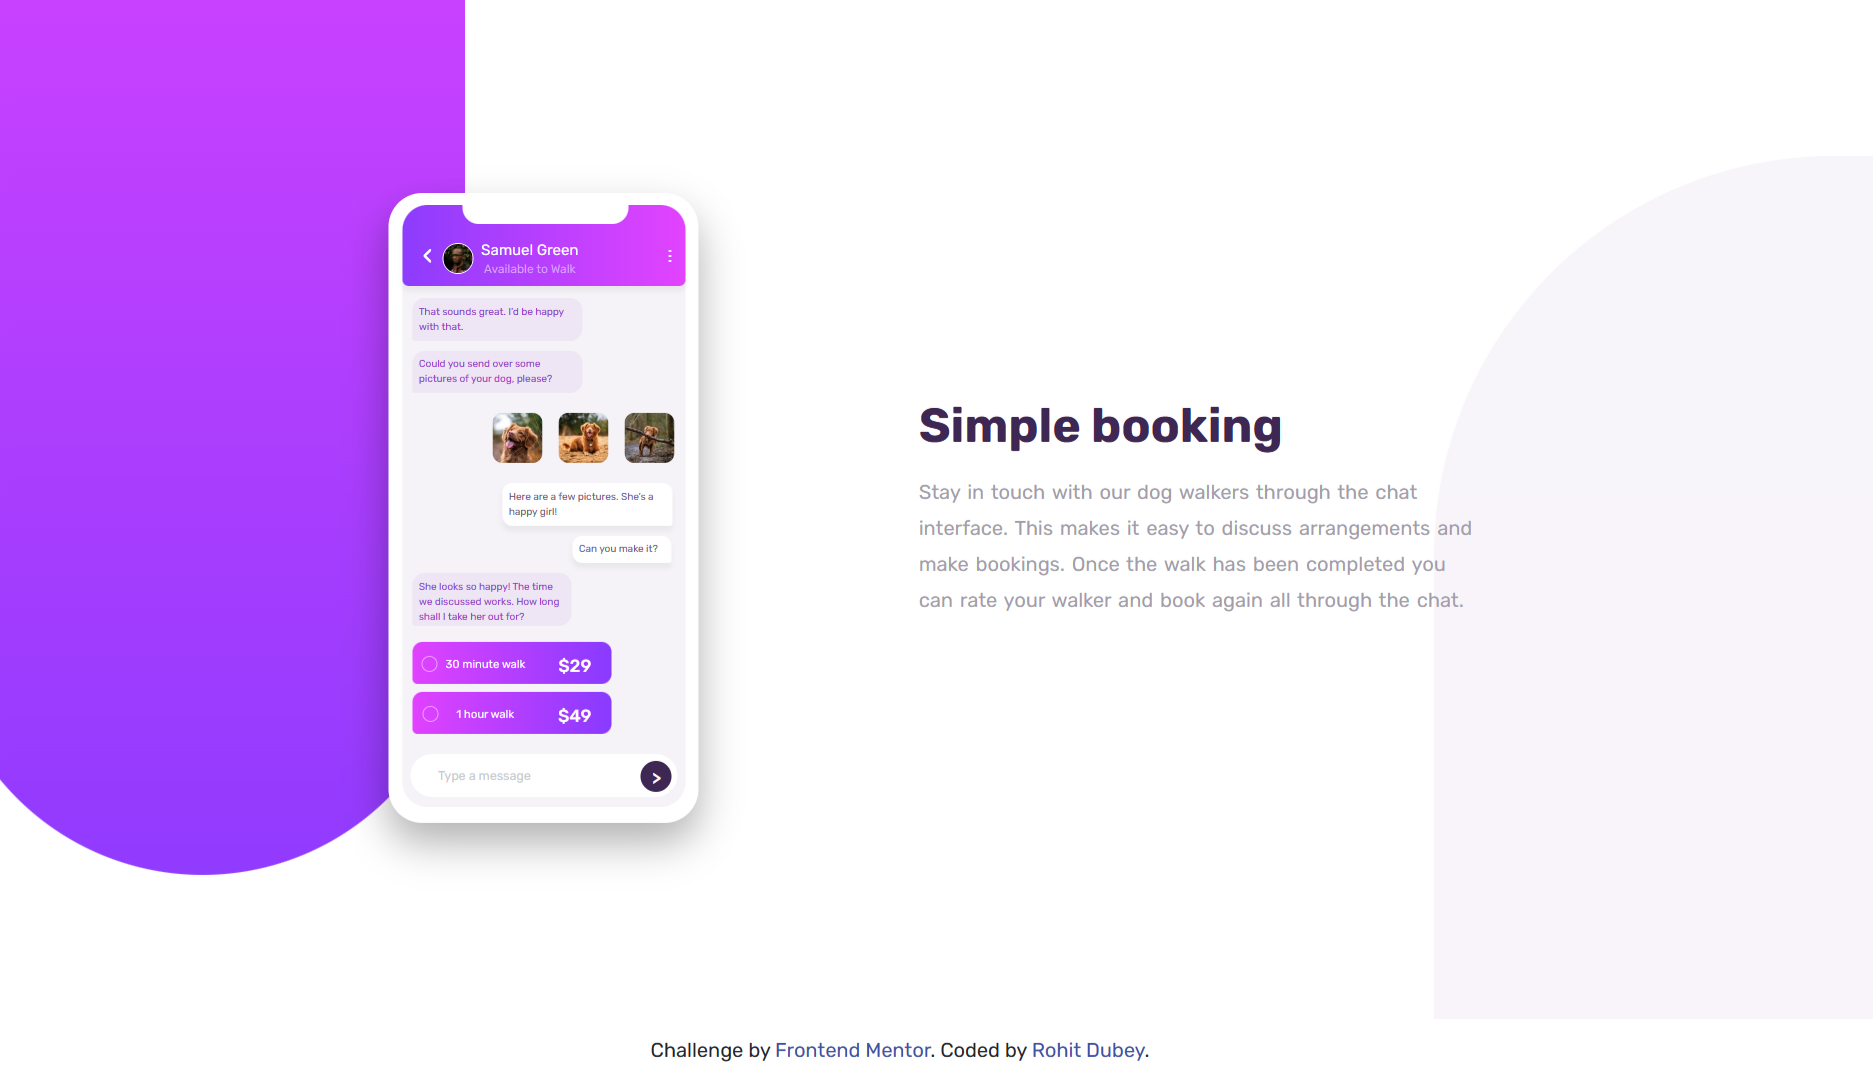 Samuel Green
Available to Walk
That sounds great. I'd be happy
with that.
Could you send over some
pictures of your dog, please?
Here are a few pictures. She's a
happy girl!
Can you make it?
She looks so happy! The time
we discussed works. How long
shall I take her out for?
30 minute walk $29
1 hour walk $49
Type a message
Simple booking
Stay in touch with our dog walkers through the chat
interface. This makes it easy to discuss arrangements and
make bookings. Once the walk has been completed you
can rate your walker and book again all through the chat.
Challenge by Frontend Mentor. Coded by Rohit Dubey.